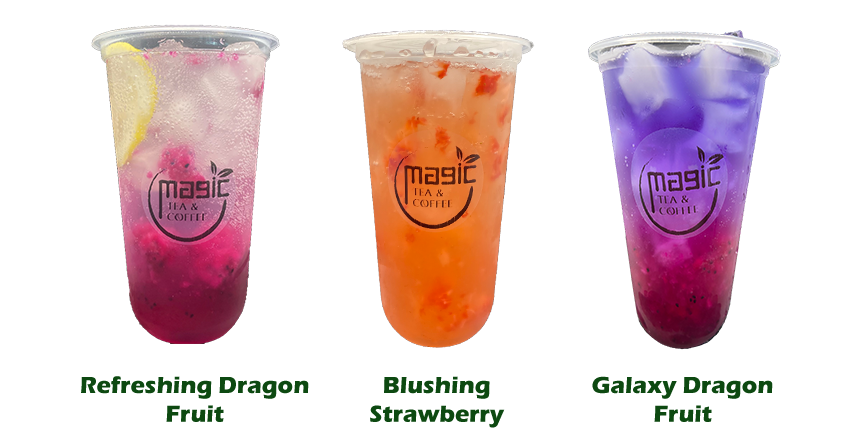 magic
TEA &
COFFEE
magic
TEA &
COFFEE
magic
TEA &
COFFEE
Refreshing Dragon
Fruit
Blushing
Strawberry
Galaxy Dragon
Fruit